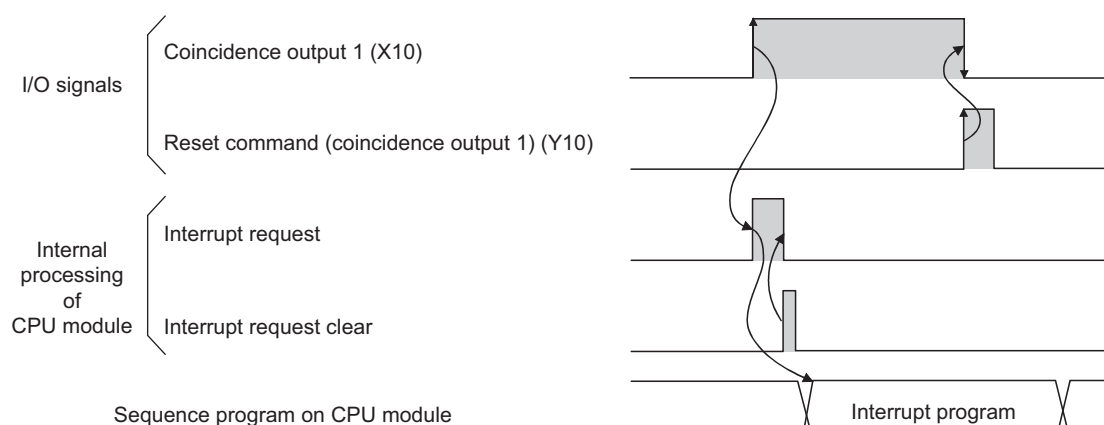 I/O signals
Coincidence output 1 (X10)
Reset command (coincidence output 1) (Y10)
Internal
processing
of
CPU module
Interrupt request
Interrupt request clear
Sequence program on CPU module
Interrupt program